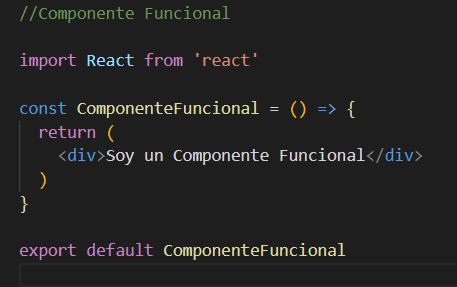 //Componente Funcional
import React from 'react'
const ComponenteFuncional = () => {
return (
<div>Soy un Componente Funcional</div>
)
}
export default ComponenteFuncional